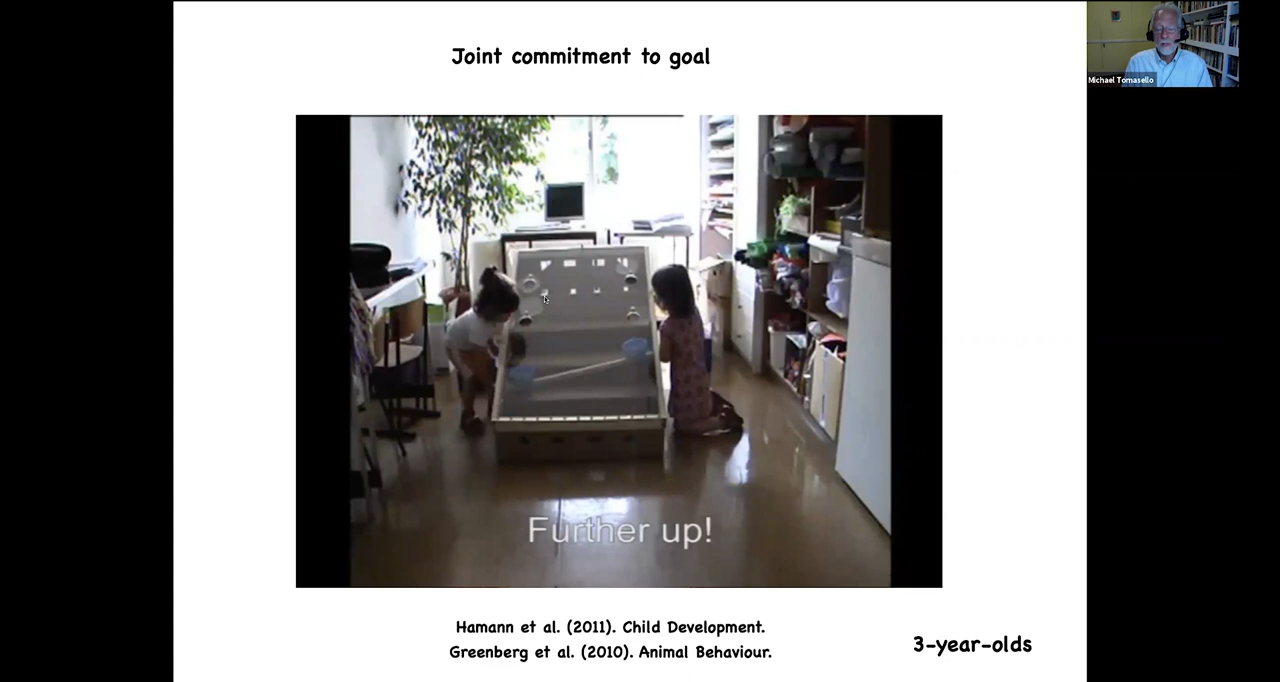 Joint commitment to goal
Michael Tomasello
Further up!
Hamann et al. (2011). Child Development.
Greenberg et al. (2010). Animal Behaviour.
3-year-olds